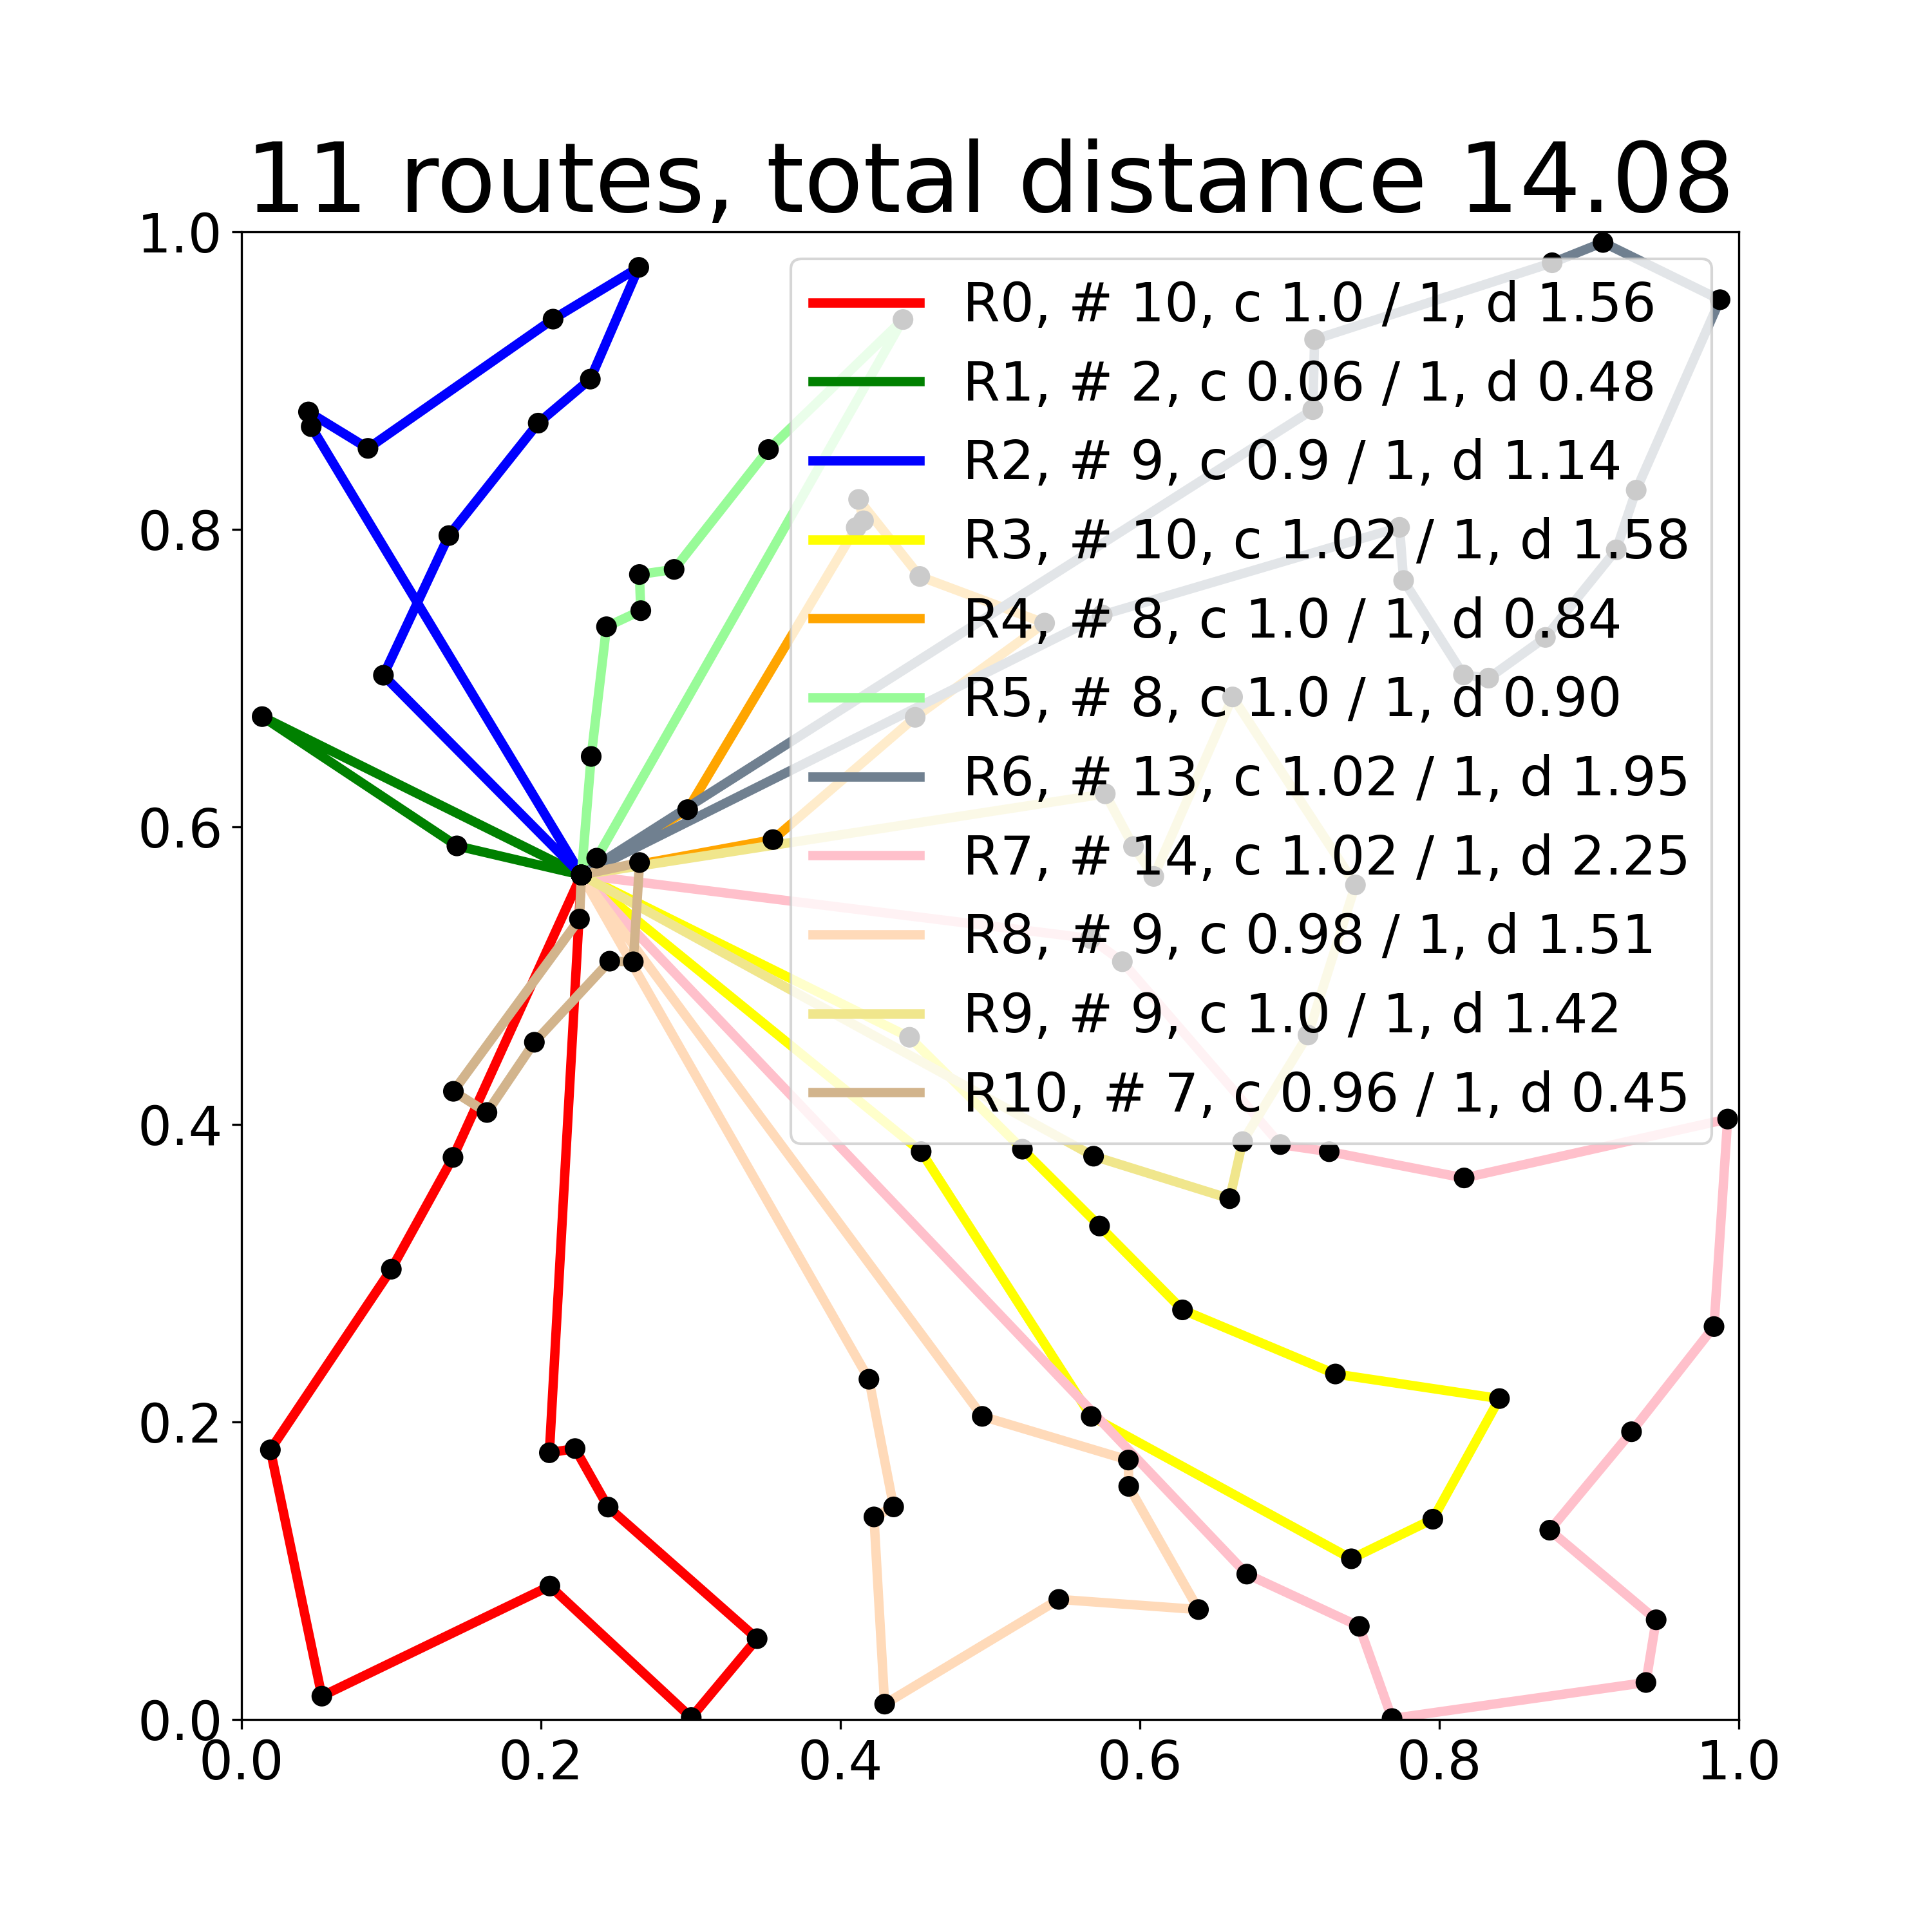 11 routes, total distance 14.08
1.0
0.8
0.6
0.4
0.2
0.0
0.0 0.2 0.4 0.6 0.8 1.0
R0, # 10, c 1.0 / 1, d 1.56
R1, # 2, c 0.06 / 1, d 0.48
R2, # 9, c 0.9 / 1, d 1.14
R3, # 10, c 1.02 / 1, d 1.58
R4, # 8, c 1.0 / 1, d 0.84
R5, # 8, c 1.0 / 1, d 0.90
R6, # 13, c 1.02 / 1, d 1.95
R7, # 14, c 1.02 / 1, d 2.25
R8, # 9, c 0.98 / 1, d 1.51
R9, # 9, c 1.0 / 1, d 1.42
R10, # 7, c 0.96 / 1, d 0.45